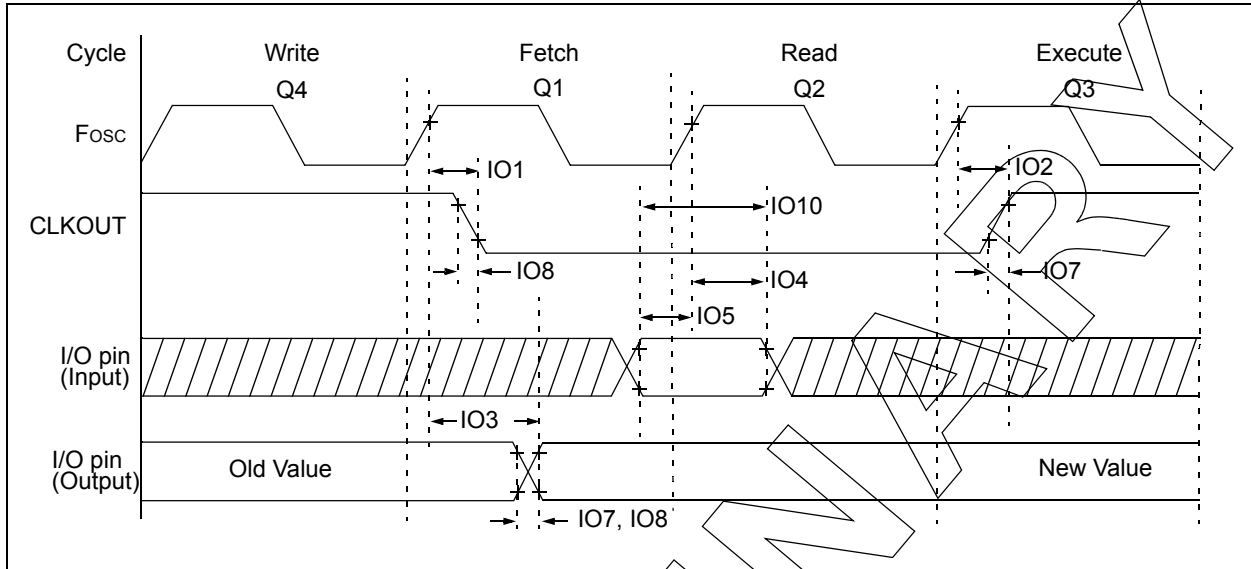 Cycle Write Fetch Read Execute
Q4 Q1 Q2 Q3
Fosc
IO1 IO2
IO10
CLKOUT
IO8 IO7
IO4
IO5
I/O pin
(Input)
IO3
I/O pin
(Output)
Old Value New Value
IO7, IO8